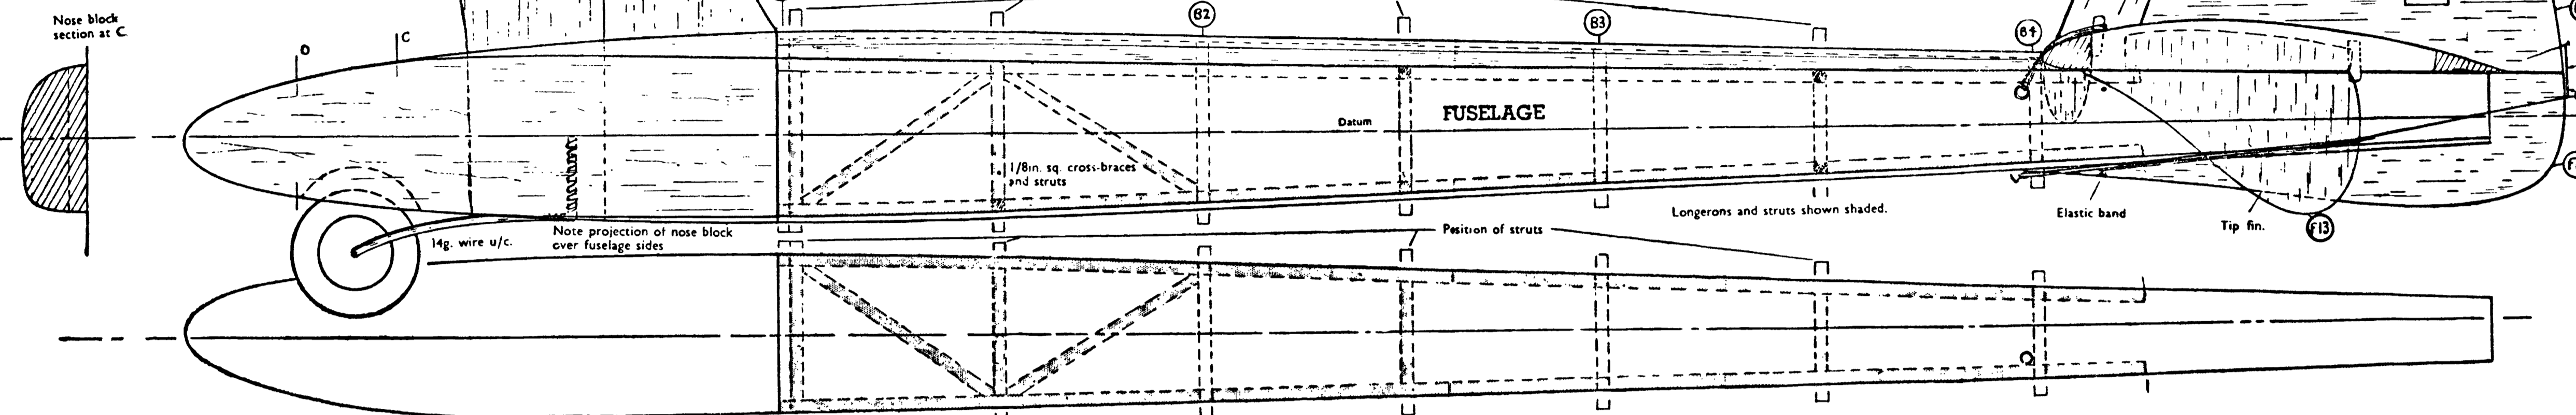 Nose block
section at C.
D
C
B2
B3
B4
Datum
FUSELAGE
1/8in. sq. cross-braces
and struts
Longerons and struts shown shaded.
Elastic band
Tip fin.
F13
14g. wire u/c.
Note projection of nose block
over fuselage sides
Position of struts